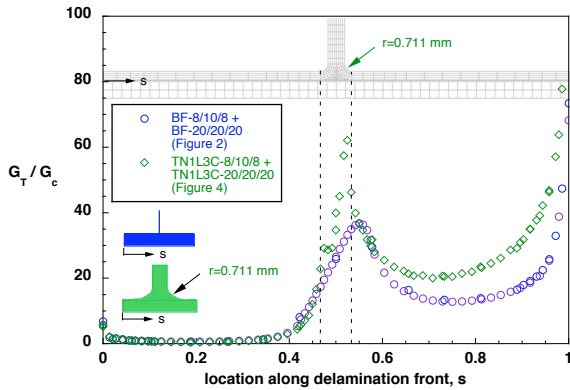 100
80
60
40
20
0
G_T / G_c
r=0.711 mm
s
BF-8/10/8 +
BF-20/20/20
(Figure 2)
TN1L3C-8/10/8 +
TN1L3C-20/20/20
(Figure 4)
s
r=0.711 mm
s
0 0.2 0.4 0.6 0.8 1
location along delamination front, s